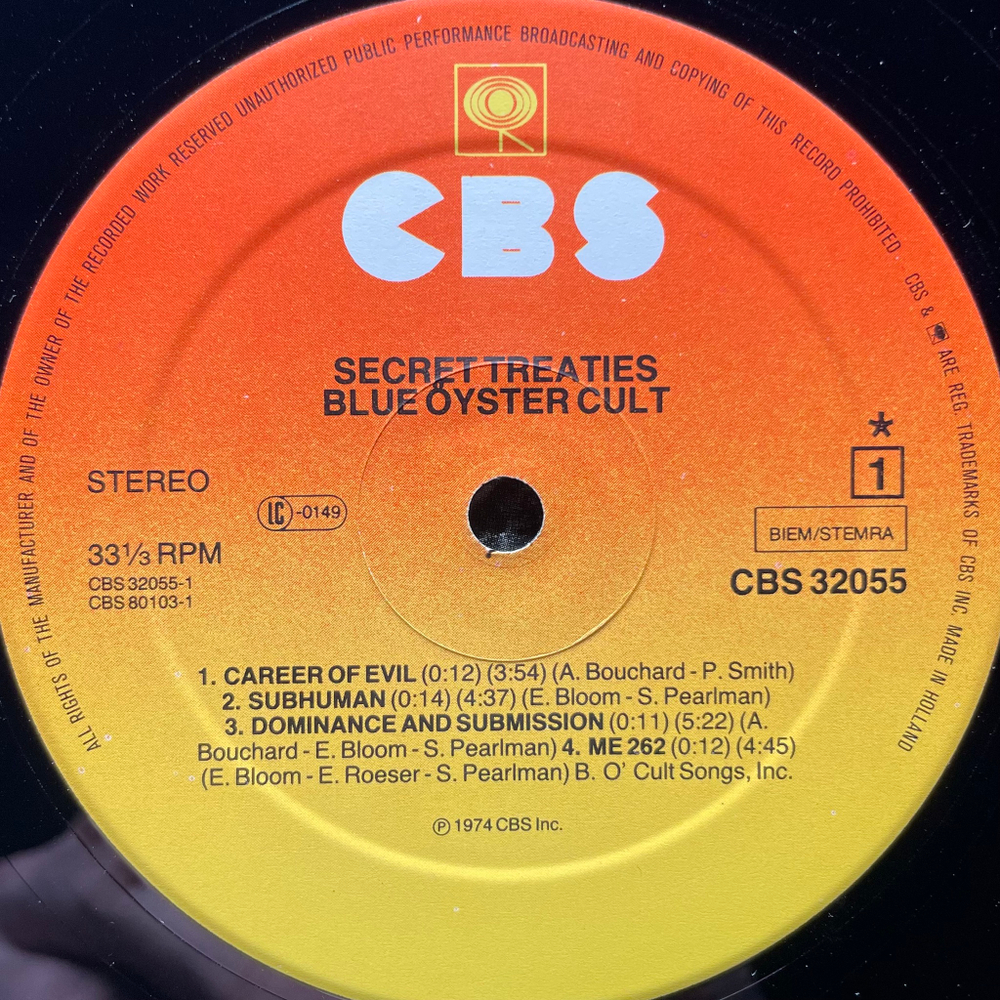 ALL RIGHTS OF THE MANUFACTURER AND OF THE OWNER OF THE RECORDED WORK RESERVED UNAUTHORIZED PUBLIC PERFORMANCE BROADCASTING AND COPYING OF THIS RECORD PROHIBITED CBS & ARE REG. TRADEMARKS OF CBS INC. MADE IN HOLLAND
CBS
SECRET TREATIES
BLUE ÖYSTER CULT
STEREO
LC-0149
33⅓ RPM
CBS 32055-1
CBS 80103-1
*
1
BIEM/STEMRA
CBS 32055
1. CAREER OF EVIL (0:12) (3:54) (A. Bouchard - P. Smith)
2. SUBHUMAN (0:14) (4:37) (E. Bloom - S. Pearlman)
3. DOMINANCE AND SUBMISSION (0:11) (5:22) (A.
Bouchard - E. Bloom - S. Pearlman) 4. ME 262 (0:12) (4:45)
(E. Bloom - E. Roeser - S. Pearlman) B. O' Cult Songs, Inc.
℗ 1974 CBS Inc.